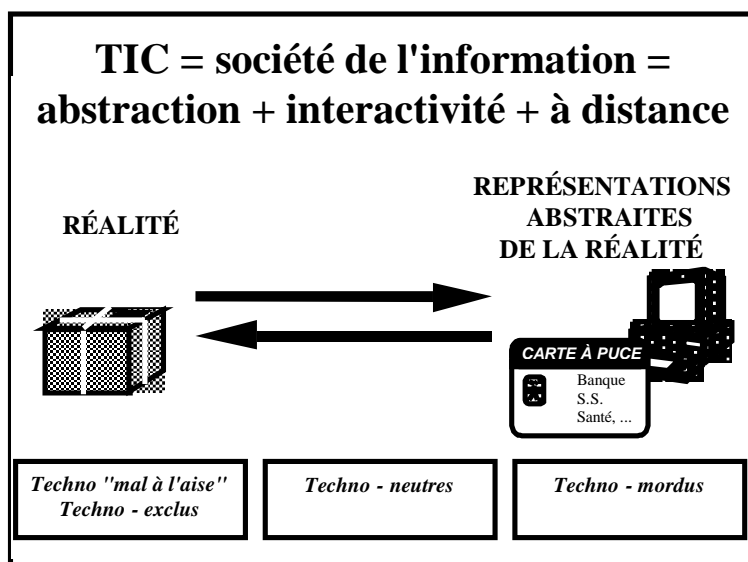 TIC = société de l'information =
abstraction + interactivité + à distance
RÉALITÉ
REPRÉSENTATIONS
ABSTRAITES
DE LA RÉALITÉ
CARTE À PUCE
Banque
S.S.
Santé, ...
Techno "mal à l'aise"
Techno - exclus
Techno - neutres
Techno - mordus